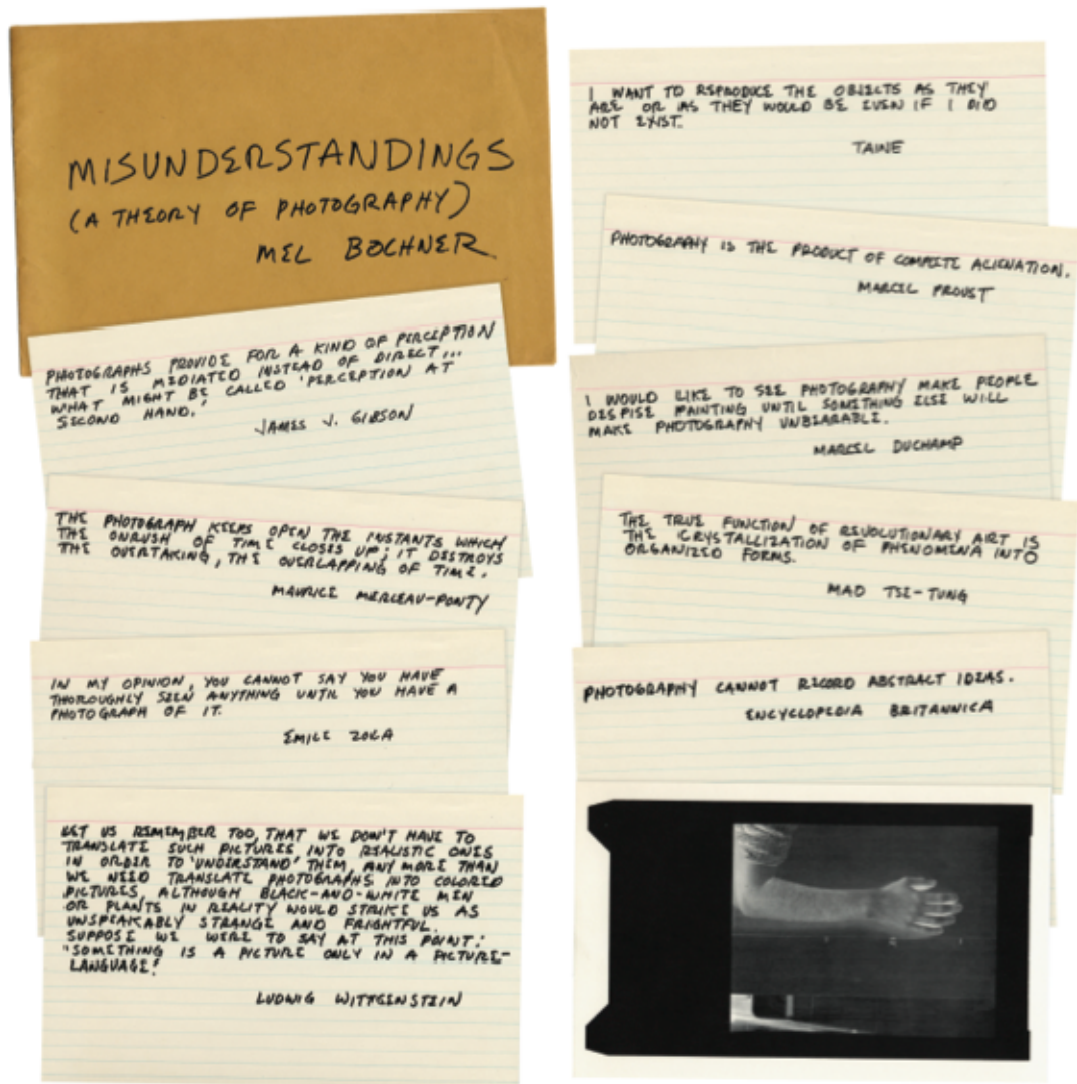 MISUNDERSTANDINGS
(A THEORY OF PHOTOGRAPHY)
MEL BOCHNER
PHOTOGRAPHS PROVIDE FOR A KIND OF PERCEPTION
THAT IS MEDIATED INSTEAD OF DIRECT...
WHAT MIGHT BE CALLED 'PERCEPTION AT
SECOND HAND.'
JAMES J. GIBSON
THE PHOTOGRAPH KEEPS OPEN THE INSTANTS WHICH
THE ONRUSH OF TIME CLOSES UP; IT DESTROYS
THE OVERTAKING, THE OVERLAPPING OF TIME.
MAURICE MERLEAU-PONTY
IN MY OPINION, YOU CANNOT SAY YOU HAVE
THOROUGHLY SEEN ANYTHING UNTIL YOU HAVE A
PHOTOGRAPH OF IT.
EMILE ZOLA
LET US REMEMBER TOO, THAT WE DON'T HAVE TO
TRANSLATE SUCH PICTURES INTO REALISTIC ONES
IN ORDER TO 'UNDERSTAND' THEM, ANY MORE THAN
WE NEED TRANSLATE PHOTOGRAPHS INTO COLORED
PICTURES, ALTHOUGH BLACK-AND-WHITE MEN
OR PLANTS IN REALITY WOULD STRIKE US AS
UNSPEAKABLY STRANGE AND FRIGHTFUL.
SUPPOSE WE WERE TO SAY AT THIS POINT:
'SOMETHING IS A PICTURE ONLY IN A PICTURE-
LANGUAGE!'
LUDWIG WITTGENSTEIN
I WANT TO REPRODUCE THE OBJECTS AS THEY
ARE OR AS THEY WOULD BE EVEN IF I DID
NOT EXIST.
TAINE
PHOTOGRAPHY IS THE PRODUCT OF COMPLETE ALIENATION.
MARCEL PROUST
I WOULD LIKE TO SEE PHOTOGRAPHY MAKE PEOPLE
DESPISE PAINTING UNTIL SOMETHING ELSE WILL
MAKE PHOTOGRAPHY UNBEARABLE.
MARCEL DUCHAMP
THE TRUE FUNCTION OF REVOLUTIONARY ART IS
THE CRYSTALLIZATION OF PHENOMENA INTO
ORGANIZED FORMS.
MAO TSE-TUNG
PHOTOGRAPHY CANNOT RECORD ABSTRACT IDEAS.
ENCYCLOPEDIA BRITANNICA